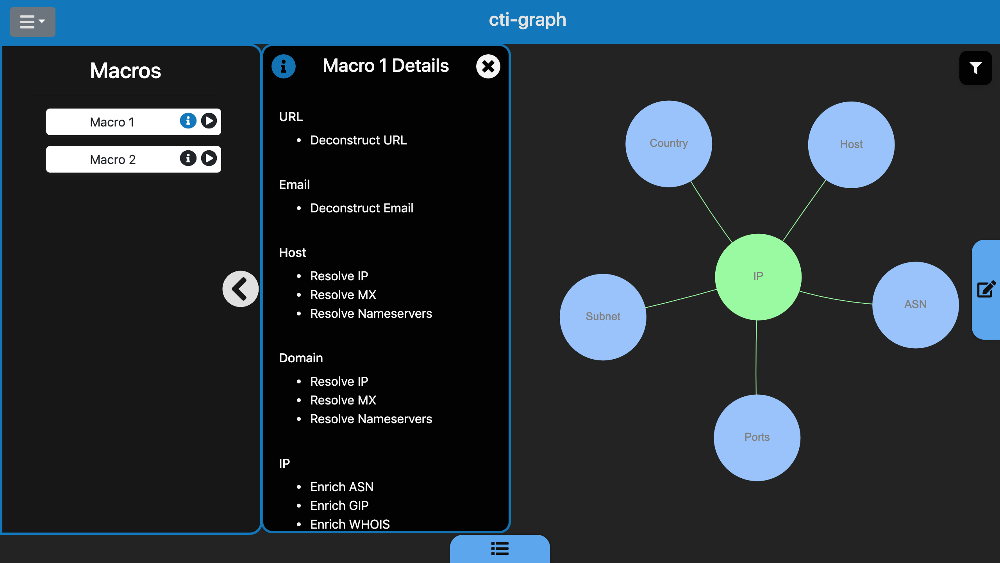 cti-graph
Macros
Macro 1
Macro 2
Macro 1 Details
URL
• Deconstruct URL
Email
• Deconstruct Email
Host
• Resolve IP
• Resolve MX
• Resolve Nameservers
Domain
• Resolve IP
• Resolve MX
• Resolve Nameservers
IP
• Enrich ASN
• Enrich GIP
• Enrich WHOIS
Country
Host
IP
Subnet
ASN
Ports